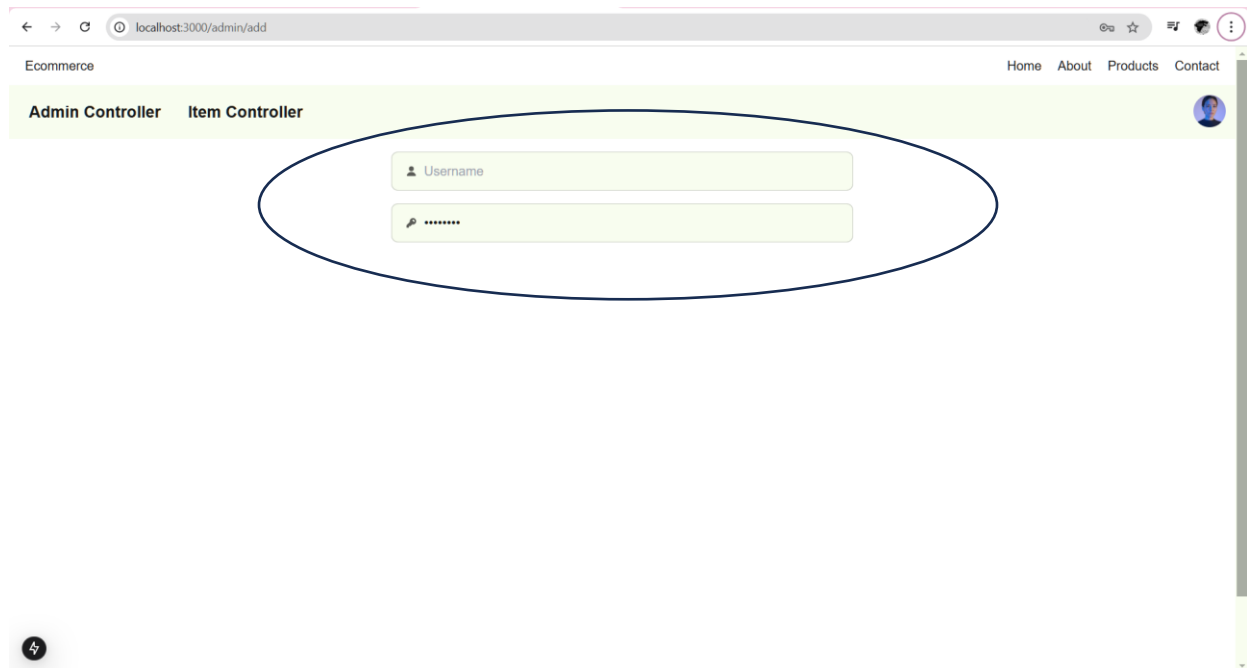 localhost:3000/admin/add
Ecommerce Home About Products Contact
Admin Controller Item Controller
Username
••••••••